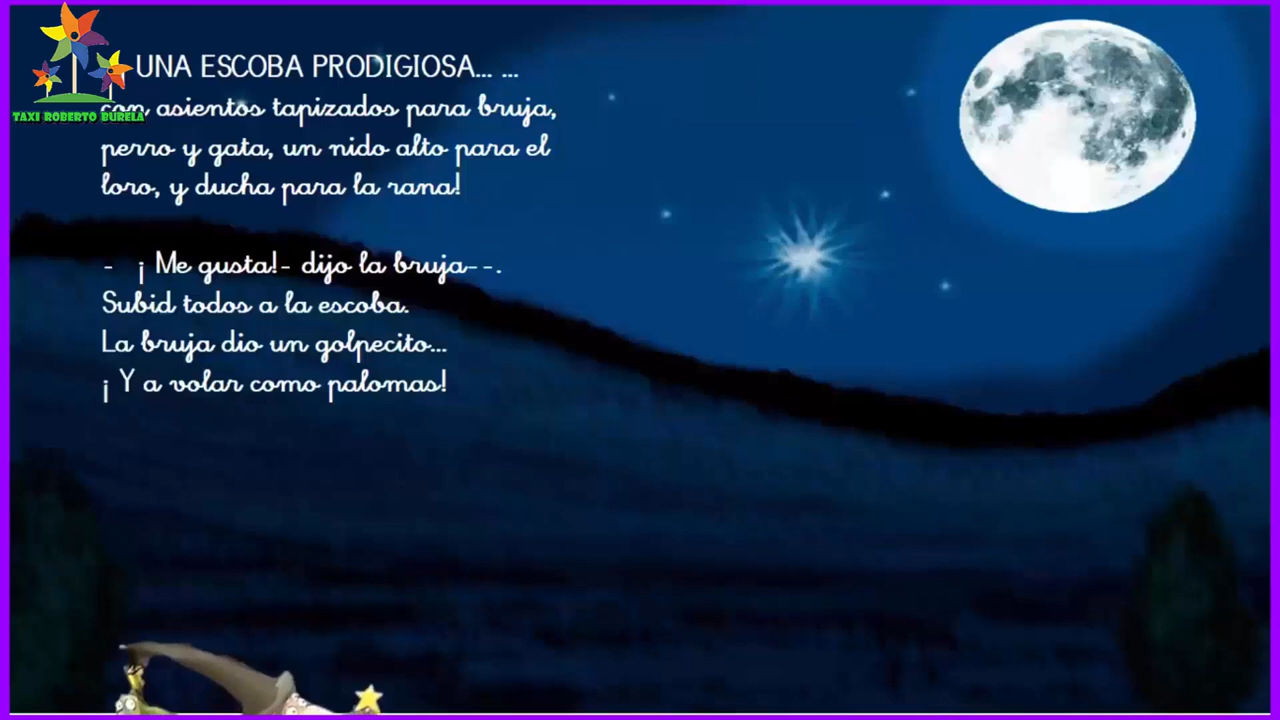 UNA ESCOBA PRODIGIOSA... ...
con asientos tapizados para bruja,
perro y gata, un nido alto para el
loro, y ducha para la rana!
- ¡ Me gusta!- dijo la bruja--.
Subid todos a la escoba.
La bruja dio un golpecito...
¡ Y a volar como palomas!
TAXI ROBERTO BURELA